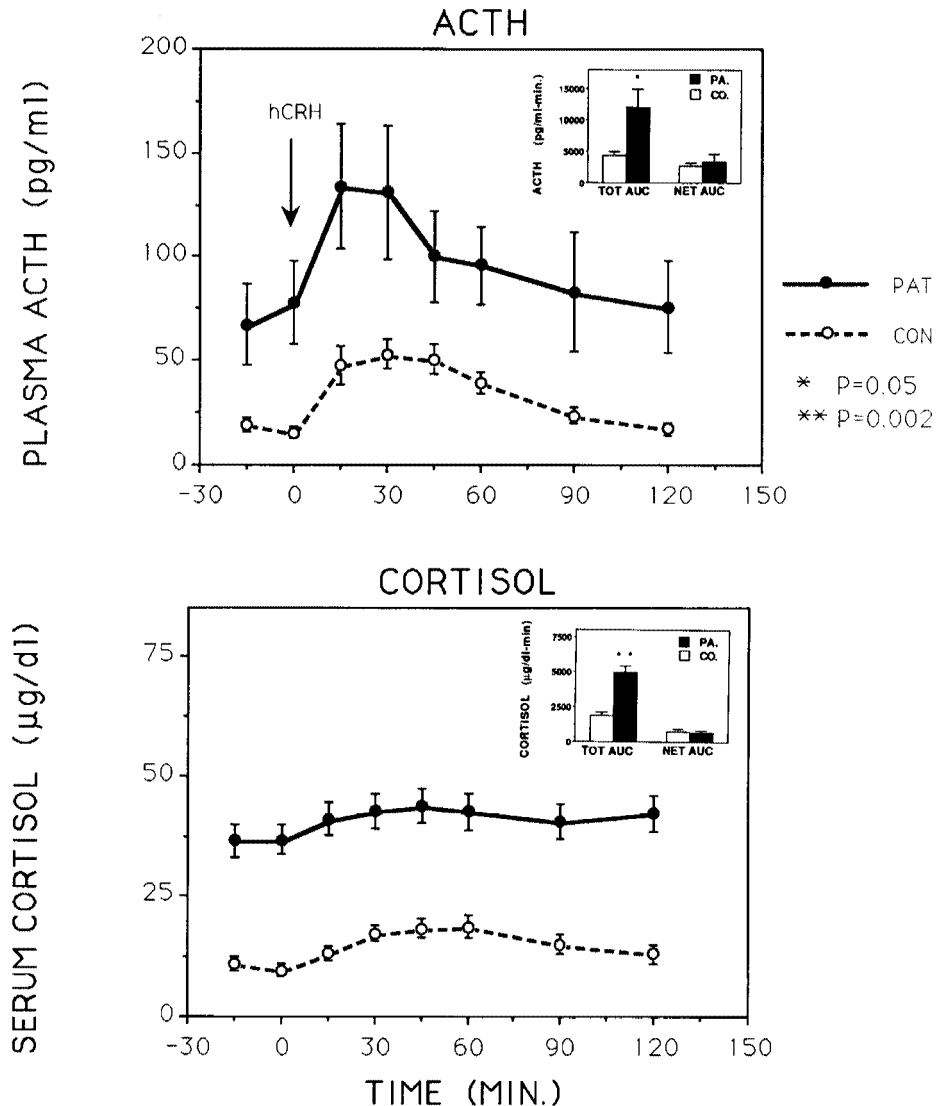 ACTH
PLASMA ACTH (pg/ml)
200
150
100
50
0
hCRH
ACTH (pg/ml-min.)
15000
10000
5000
0
PA.
CO.
*
TOT AUC
NET AUC
-30 0 30 60 90 120 150
PAT
CON
* P=0.05
** P=0.002
CORTISOL
SERUM CORTISOL (µg/dl)
75
50
25
0
CORTISOL (µg/dl-min)
7500
5000
2500
0
PA.
CO.
* *
TOT AUC
NET AUC
-30 0 30 60 90 120 150
TIME (MIN.)